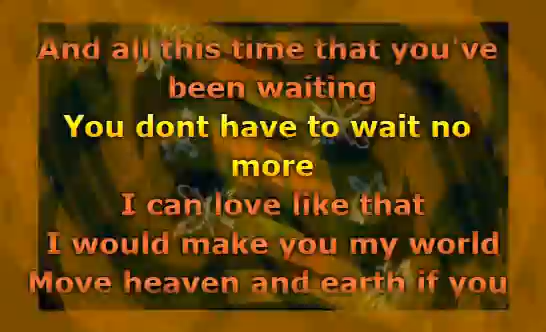 And all this time that you've
been waiting
You dont have to wait no
more
I can love like that
I would make you my world
Move heaven and earth if you